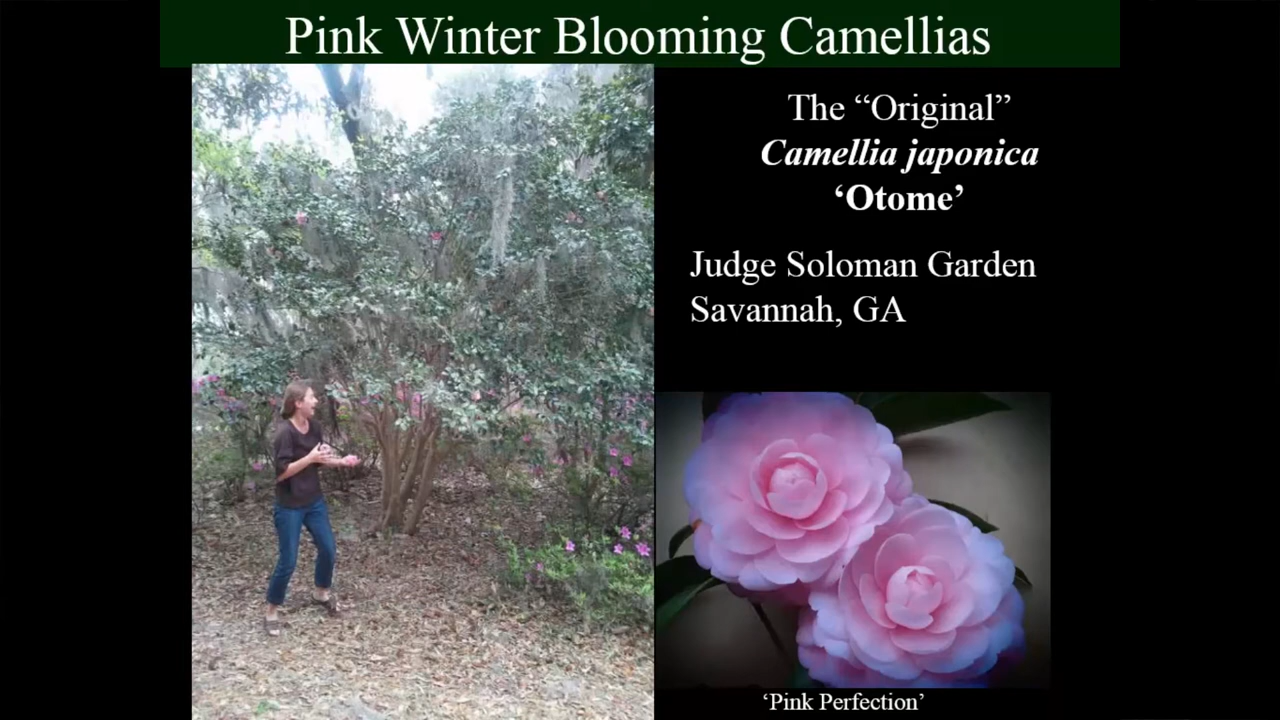 Pink Winter Blooming Camellias
The “Original”
Camellia japonica
‘Otome’
Judge Soloman Garden
Savannah, GA
‘Pink Perfection’